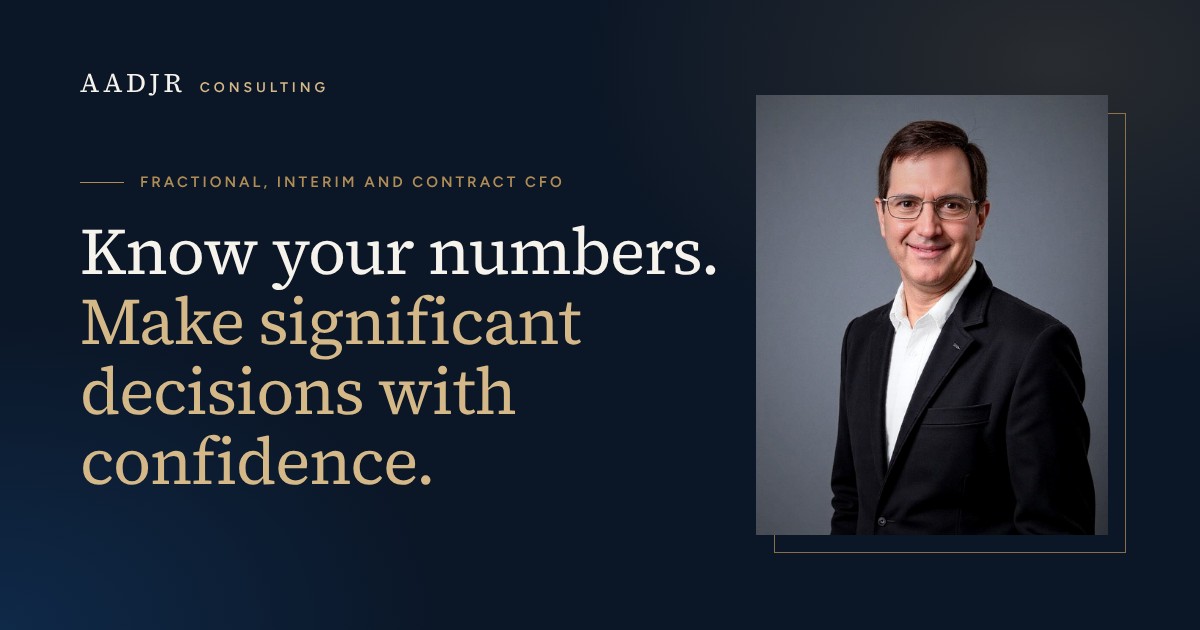 AADJR CONSULTING
FRACTIONAL, INTERIM AND CONTRACT CFO
Know your numbers.
Make significant
decisions with
confidence.